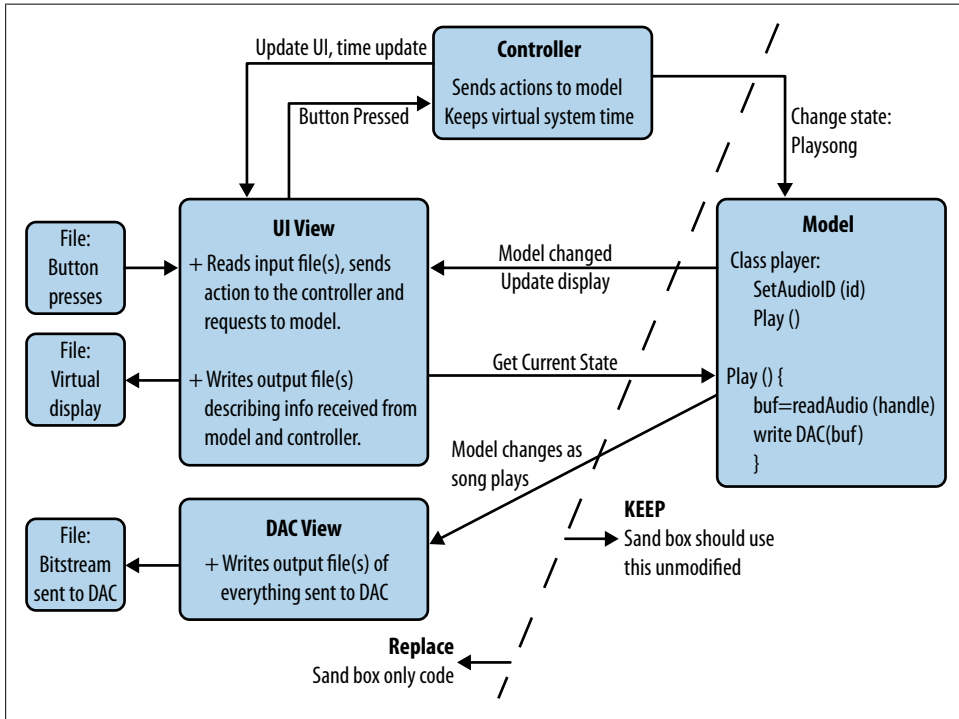 Update UI, time update
Controller
Sends actions to model
Keeps virtual system time
Button Pressed
Change state:
Playsong
File:
Button
presses
UI View
+ Reads input file(s), sends
action to the controller and
requests to model.
+ Writes output file(s)
describing info received from
model and controller.
File:
Virtual
display
Model changed
Update display
Get Current State
Model changes as
song plays
Model
Class player:
SetAudioID (id)
Play ()
Play () {
buf=readAudio (handle)
write DAC(buf)
}
File:
Bitstream
sent to DAC
DAC View
+ Writes output file(s) of
everything sent to DAC
KEEP
Sand box should use
this unmodified
Replace
Sand box only code